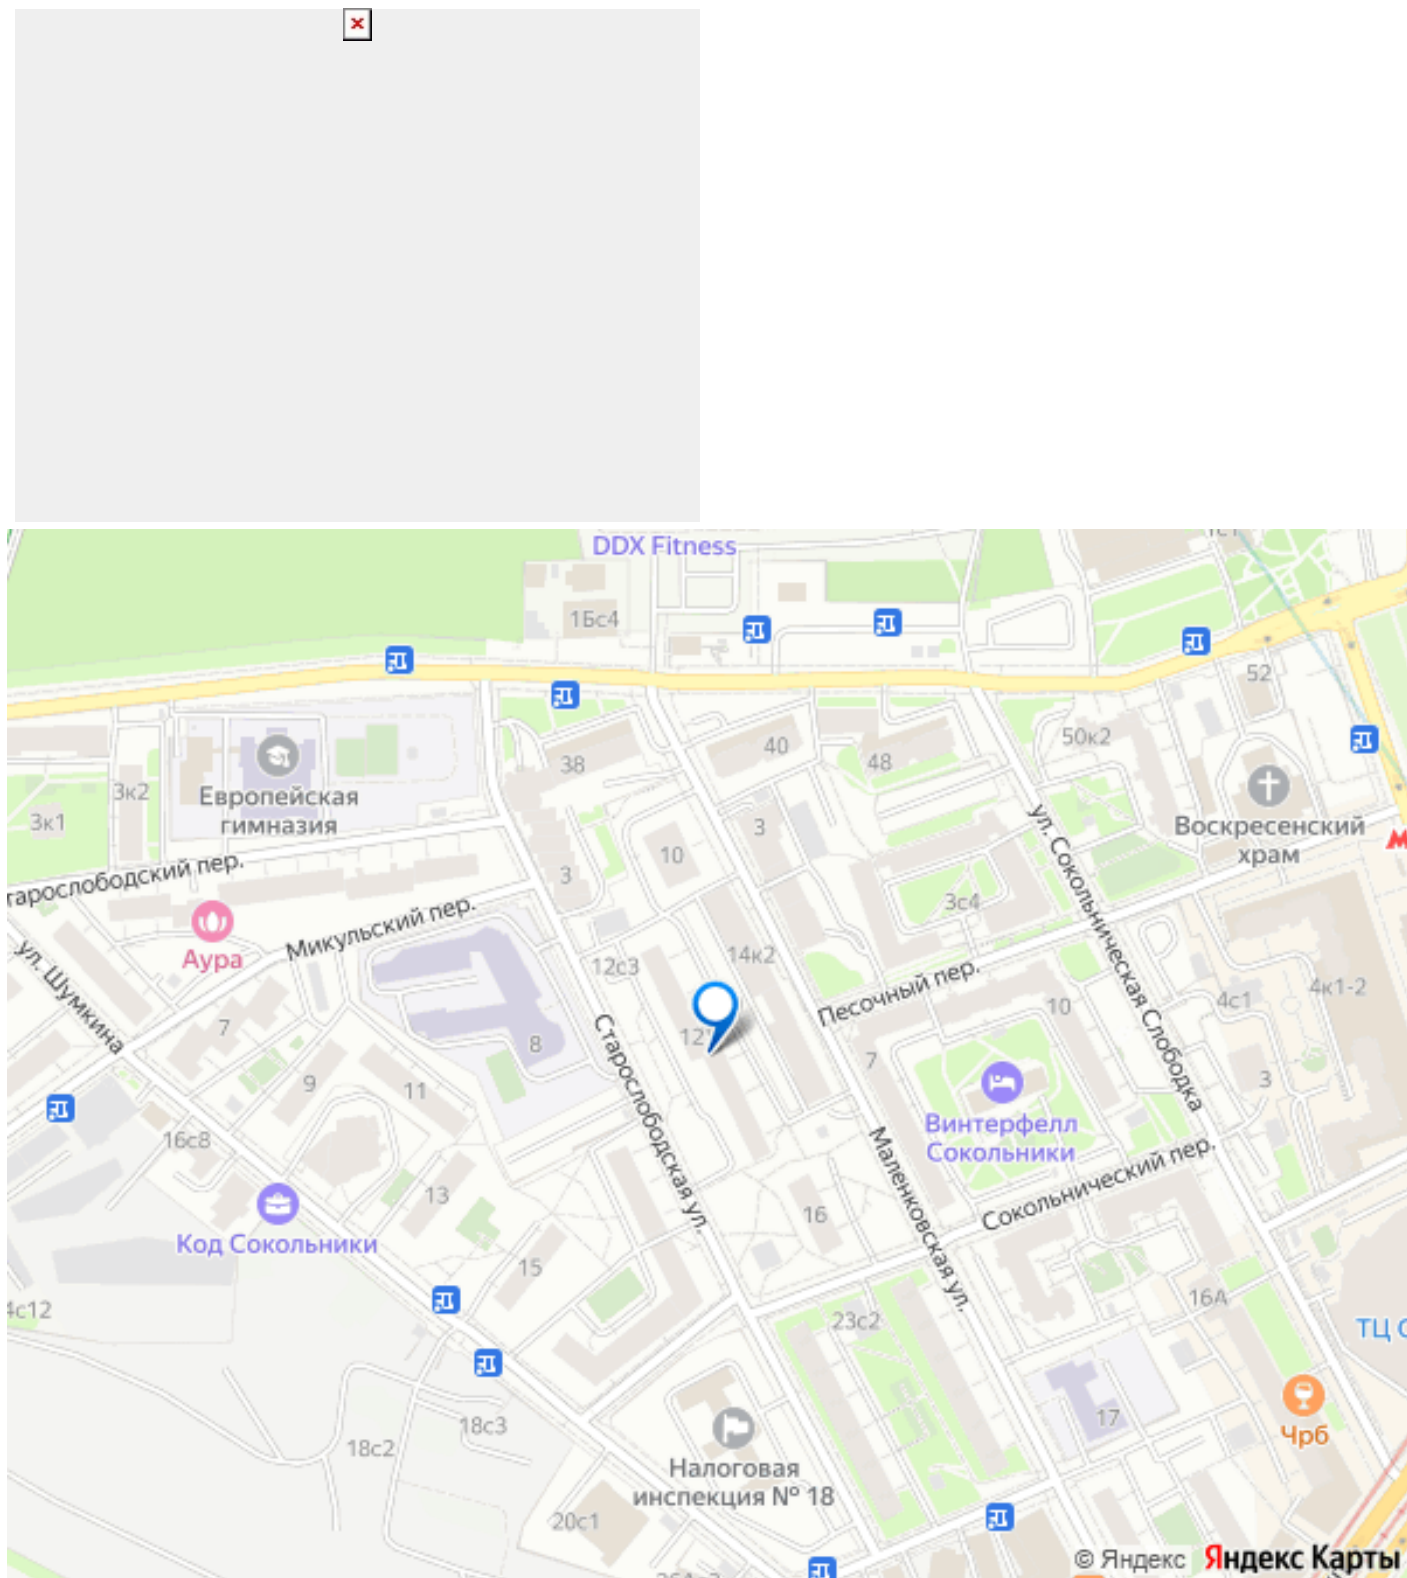 DDX Fitness
1Бс4
52
50к2
40
48
38
3к2
Европейская
гимназия
3к1
Воскресенский
храм
3
10
3
3с4
Микульский пер.
Аура
ул. Шумкина
ул. Сокольническая Слободка
12с3
14к2
Песочный пер.
10
4с1
4к1-2
7
8
12
7
9
11
3
Старослободская ул.
Винтерфелл
Сокольники
16с8
Маленковская ул.
Сокольнический пер.
13
16
Код Сокольники
15
16А
4с12
23с2
17
18с3
18с2
Чрб
Налоговая
инспекция № 18
20с1
© Яндекс Яндекс Карты